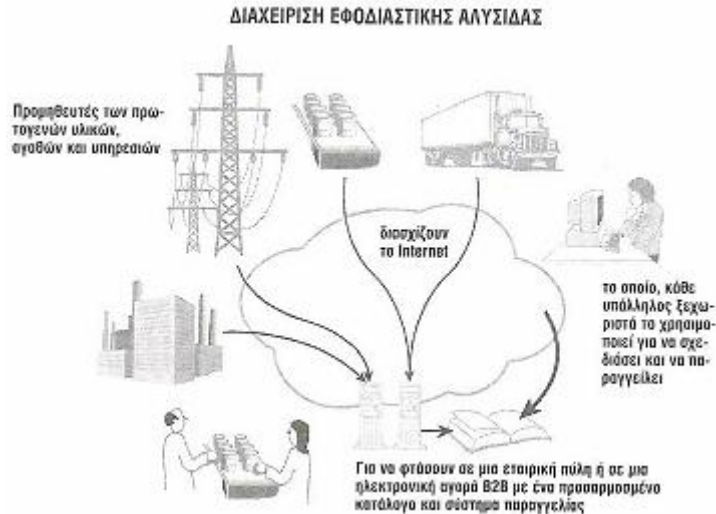 ΔΙΑΧΕΙΡΙΣΗ ΕΦΟΔΙΑΣΤΙΚΗΣ ΑΛΥΣΙΔΑΣ
Προμηθευτές των πρω-
τογενών υλικών,
αγαθών και υπηρεσιών
διασχίζουν
το Internet
το οποίο, κάθε
υπάλληλος ξεχω-
ριστά το χρησιμο-
ποιεί για να σχε-
διάσει και να πα-
ραγγείλει
Για να φτάσουν σε μια εταιρική πύλη ή σε μια
ηλεκτρονική αγορά B2B με ένα προσαρμοσμένο
κατάλογο και σύστημα παραγγελίας